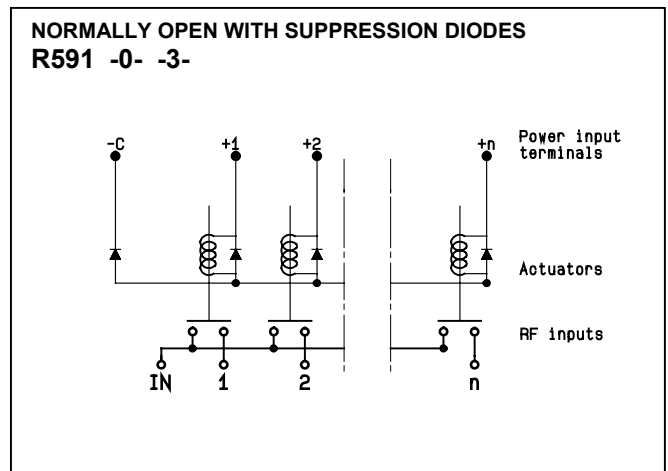 NORMALLY OPEN WITH SUPPRESSION DIODES
R591 -0- -3-
-C +1 +2 +n Power input
terminals
Actuators
RF inputs
IN 1 2 n